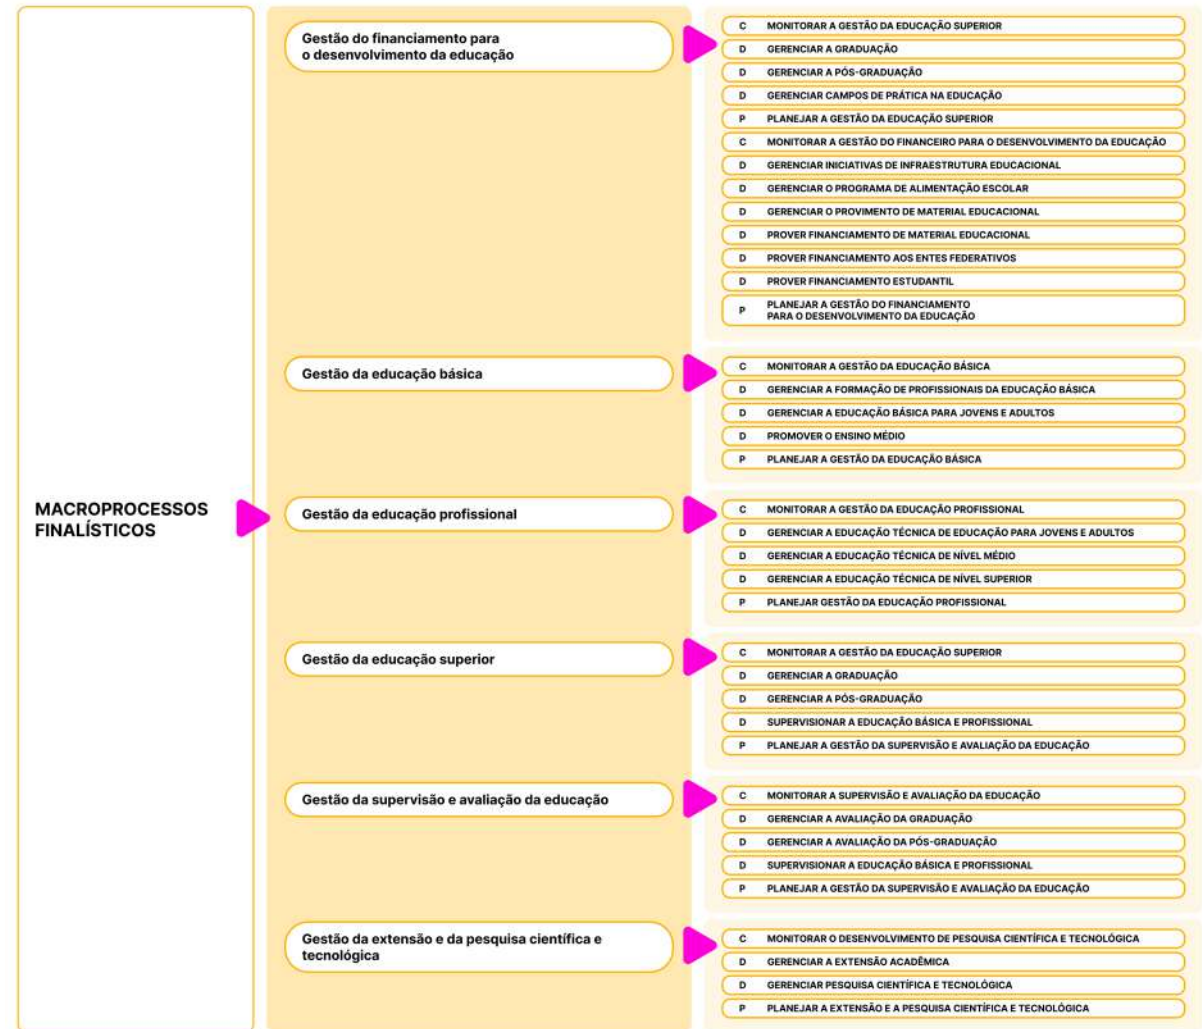 MACROPROCESSOS
FINALÍSTICOS
Gestão do financiamento para
o desenvolvimento da educação
C MONITORAR A GESTÃO DA EDUCAÇÃO SUPERIOR
D GERENCIAR A GRADUAÇÃO
D GERENCIAR A PÓS-GRADUAÇÃO
D GERENCIAR CAMPOS DE PRÁTICA NA EDUCAÇÃO
P PLANEJAR A GESTÃO DA EDUCAÇÃO SUPERIOR
C MONITORAR A GESTÃO DO FINANCEIRO PARA O DESENVOLVIMENTO DA EDUCAÇÃO
D GERENCIAR INICIATIVAS DE INFRAESTRUTURA EDUCACIONAL
D GERENCIAR O PROGRAMA DE ALIMENTAÇÃO ESCOLAR
D GERENCIAR O PROVIMENTO DE MATERIAL EDUCACIONAL
D PROVER FINANCIAMENTO DE MATERIAL EDUCACIONAL
D PROVER FINANCIAMENTO AOS ENTES FEDERATIVOS
D PROVER FINANCIAMENTO ESTUDANTIL
P PLANEJAR A GESTÃO DO FINANCIAMENTO
PARA O DESENVOLVIMENTO DA EDUCAÇÃO
Gestão da educação básica
C MONITORAR A GESTÃO DA EDUCAÇÃO BÁSICA
D GERENCIAR A FORMAÇÃO DE PROFISSIONAIS DA EDUCAÇÃO BÁSICA
D GERENCIAR A EDUCAÇÃO BÁSICA PARA JOVENS E ADULTOS
D PROMOVER O ENSINO MÉDIO
P PLANEJAR A GESTÃO DA EDUCAÇÃO BÁSICA
Gestão da educação profissional
C MONITORAR A GESTÃO DA EDUCAÇÃO PROFISSIONAL
D GERENCIAR A EDUCAÇÃO TÉCNICA DE EDUCAÇÃO PARA JOVENS E ADULTOS
D GERENCIAR A EDUCAÇÃO TÉCNICA DE NÍVEL MÉDIO
D GERENCIAR A EDUCAÇÃO TÉCNICA DE NÍVEL SUPERIOR
P PLANEJAR GESTÃO DA EDUCAÇÃO PROFISSIONAL
Gestão da educação superior
C MONITORAR A GESTÃO DA EDUCAÇÃO SUPERIOR
D GERENCIAR A GRADUAÇÃO
D GERENCIAR A PÓS-GRADUAÇÃO
D SUPERVISIONAR A EDUCAÇÃO BÁSICA E PROFISSIONAL
P PLANEJAR A GESTÃO DA SUPERVISÃO E AVALIAÇÃO DA EDUCAÇÃO
Gestão da supervisão e avaliação da educação
C MONITORAR A SUPERVISÃO E AVALIAÇÃO DA EDUCAÇÃO
D GERENCIAR A AVALIAÇÃO DA GRADUAÇÃO
D GERENCIAR A AVALIAÇÃO DA PÓS-GRADUAÇÃO
D SUPERVISIONAR A EDUCAÇÃO BÁSICA E PROFISSIONAL
P PLANEJAR A GESTÃO DA SUPERVISÃO E AVALIAÇÃO DA EDUCAÇÃO
Gestão da extensão e da pesquisa científica e
tecnológica
C MONITORAR O DESENVOLVIMENTO DE PESQUISA CIENTÍFICA E TECNOLÓGICA
D GERENCIAR A EXTENSÃO ACADÊMICA
D GERENCIAR PESQUISA CIENTÍFICA E TECNOLÓGICA
P PLANEJAR A EXTENSÃO E A PESQUISA CIENTÍFICA E TECNOLÓGICA